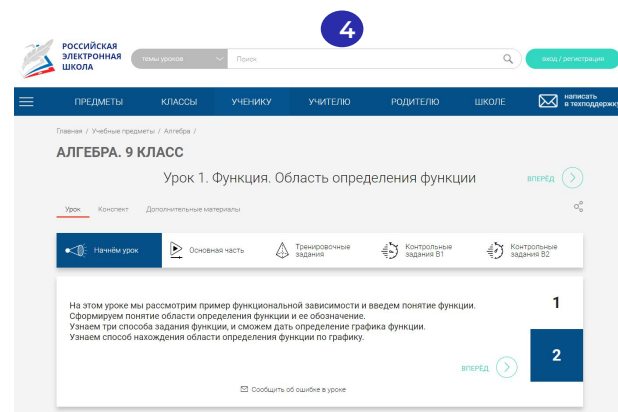 4
РОССИЙСКАЯ
ЭЛЕКТРОННАЯ
ШКОЛА
темы уроков
Поиск
вход / регистрация
ПРЕДМЕТЫ КЛАССЫ УЧЕНИКУ УЧИТЕЛЮ РОДИТЕЛЮ ШКОЛЕ
написать
в техподдержку
Главная / Учебные предметы / Алгебра /
АЛГЕБРА. 9 КЛАСС
Урок 1. Функция. Область определения функции
ВПЕРЁД
Урок Конспект Дополнительные материалы
Начнём урок
Основная часть
Тренировочные
задания
Контрольные
задания В1
Контрольные
задания В2
На этом уроке мы рассмотрим пример функциональной зависимости и введем понятие функции.
Сформируем понятие области определения функции и ее обозначение.
Узнаем три способа задания функции, и сможем дать определение графика функции.
Узнаем способ нахождения области определения функции по графику.
1
2
ВПЕРЁД
Сообщить об ошибке в уроке